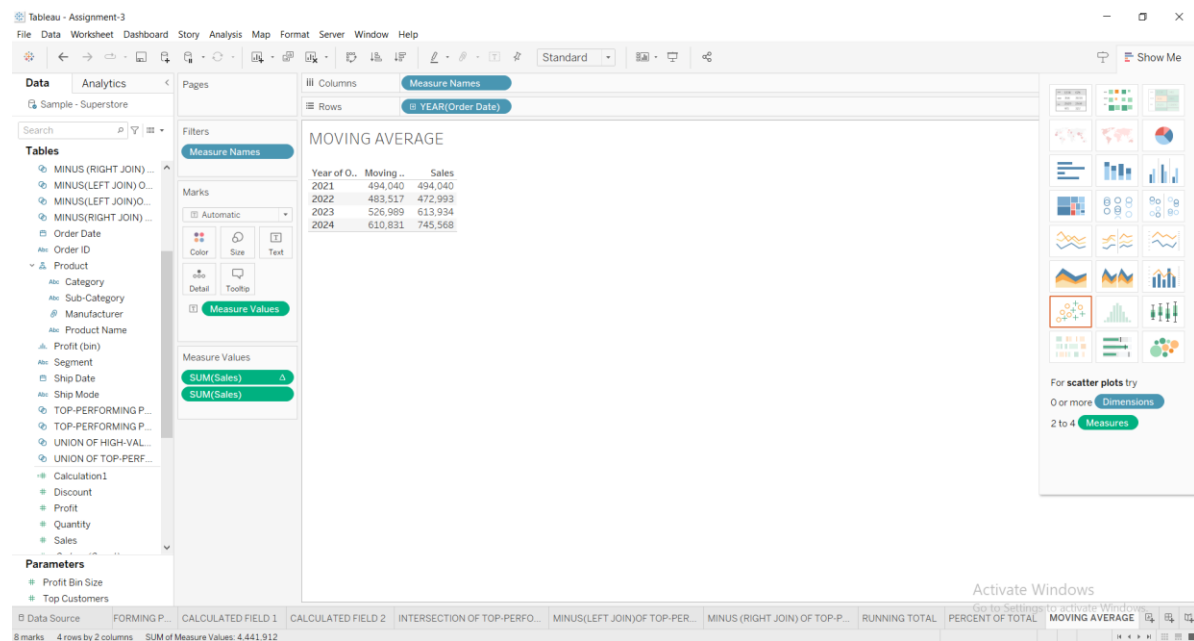 Tableau - Assignment-3
File Data Worksheet Dashboard Story Analysis Map Format Server Window Help
Standard
Show Me
Data Analytics
Sample - Superstore
Search
Tables
MINUS (RIGHT JOIN) ...
MINUS(LEFT JOIN) O...
MINUS(LEFT JOIN)O...
MINUS(RIGHT JOIN) ...
Order Date
Abc Order ID
Product
Abc Category
Abc Sub-Category
Manufacturer
Abc Product Name
Profit (bin)
Abc Segment
Ship Date
Abc Ship Mode
TOP-PERFORMING P...
TOP-PERFORMING P...
UNION OF HIGH-VAL...
UNION OF TOP-PERF...
Calculation1
Discount
Profit
Quantity
Sales
Parameters
Profit Bin Size
Top Customers
Pages
Filters
Measure Names
Marks
Automatic
Color Size Text
Detail Tooltip
Measure Values
Measure Values
SUM(Sales)
SUM(Sales)
Columns Measure Names
Rows YEAR(Order Date)
MOVING AVERAGE
Year of O.. Moving .. Sales
2021 494,040 494,040
2022 483,517 472,993
2023 526,989 613,934
2024 610,831 745,568
For scatter plots try
0 or more Dimensions
2 to 4 Measures
Activate Windows
Go to Settings to activate Windows.
Data Source FORMING P... CALCULATED FIELD 1 CALCULATED FIELD 2 INTERSECTION OF TOP-PERFO... MINUS(LEFT JOIN)OF TOP-PER... MINUS (RIGHT JOIN) OF TOP-P... RUNNING TOTAL PERCENT OF TOTAL MOVING AVERAGE
8 marks 4 rows by 2 columns SUM of Measure Values: 4,441,912